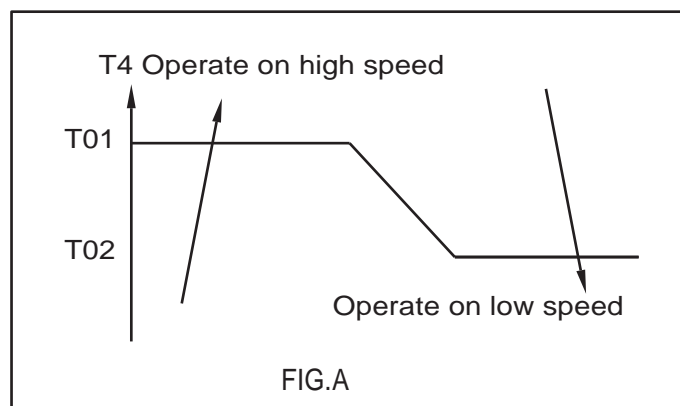 T4 Operate on high speed
T01
T02
Operate on low speed
FIG.A